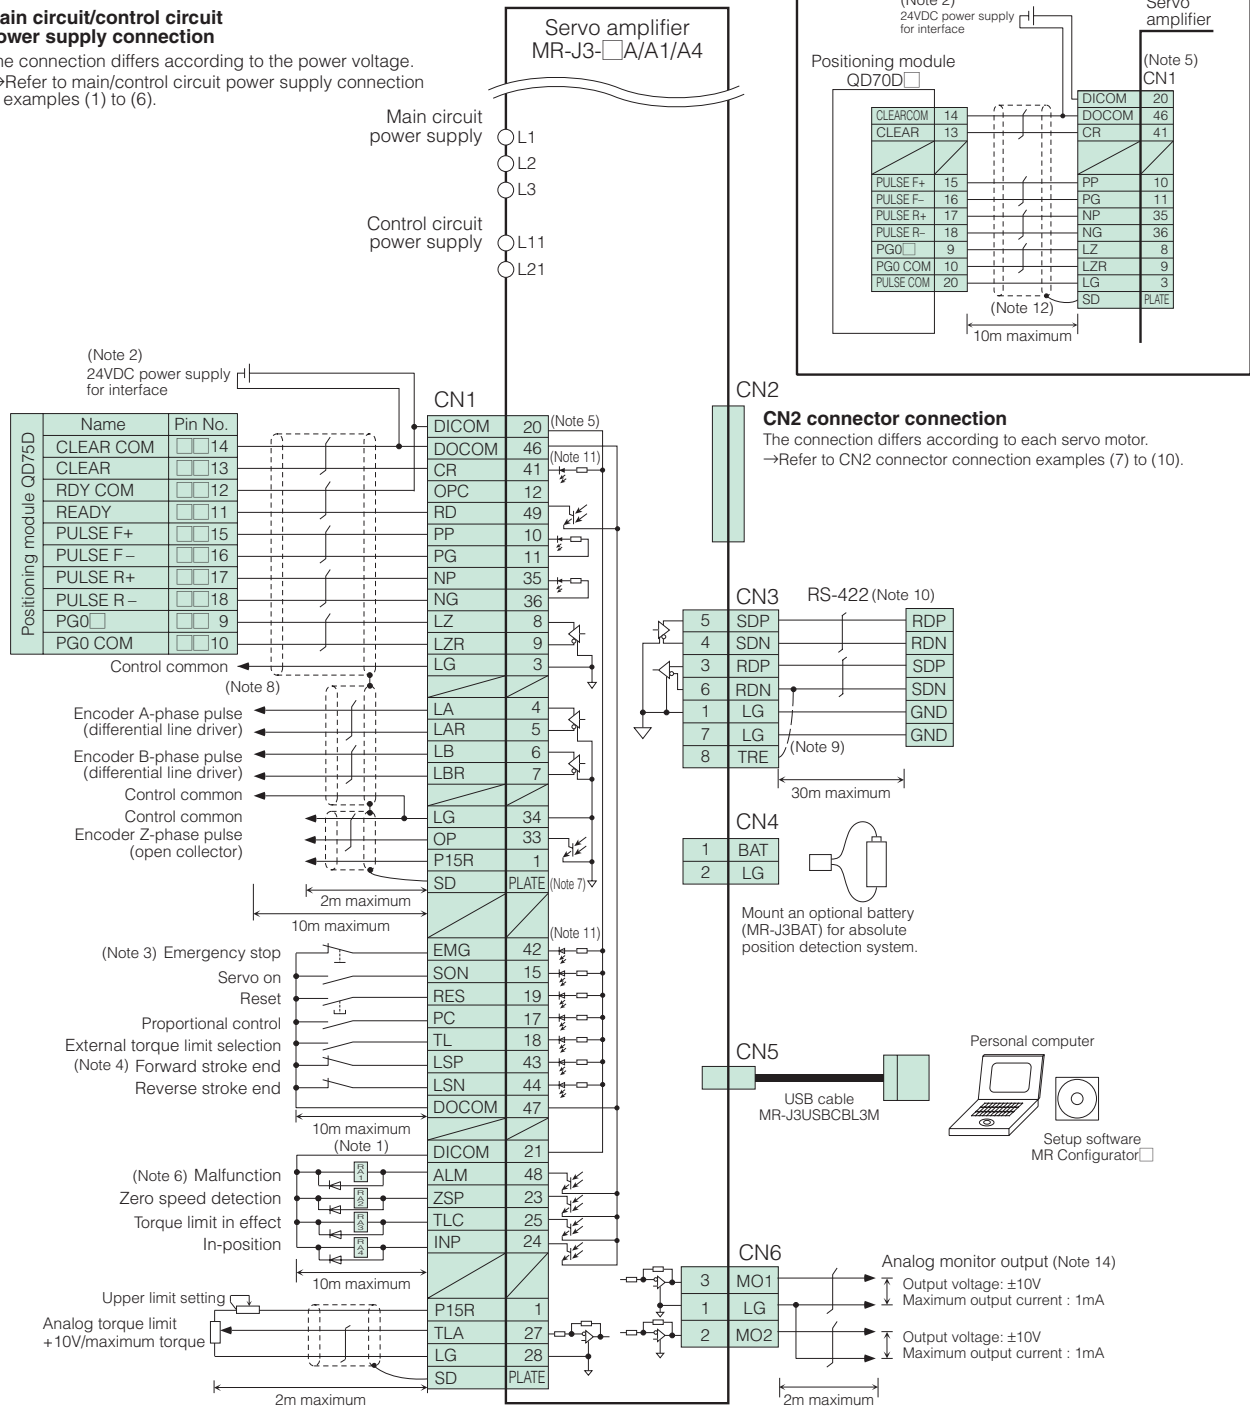 ain circuit/control circuit
ower supply connection
he connection differs according to the power voltage.
→Refer to main/control circuit power supply connection
examples (1) to (6).
Servo amplifier
MR-J3-□A/A1/A4
Main circuit
power supply
L1
L2
L3
Control circuit
power supply
L11
L21
(Note 2)
24VDC power supply
for interface
Servo
amplifier
Positioning module
QD70D□
(Note 5)
CN1
DICOM 20
CLEARCOM 14 DOCOM 46
CLEAR 13 CR 41
PULSE F+ 15 PP 10
PULSE F− 16 PG 11
PULSE R+ 17 NP 35
PULSE R− 18 NG 36
PG0□ 9 LZ 8
PG0 COM 10 LZR 9
PULSE COM 20 LG 3
SD PLATE
(Note 12)
10m maximum
(Note 2)
24VDC power supply
for interface
CN1
Positioning module QD75D
Name Pin No.
CLEAR COM □□14
CLEAR □□13
RDY COM □□12
READY □□11
PULSE F+ □□15
PULSE F− □□16
PULSE R+ □□17
PULSE R− □□18
PG0□ □□ 9
PG0 COM □□10
DICOM 20 (Note 5)
DOCOM 46
(Note 11)
CR 41
OPC 12
RD 49
PP 10
PG 11
NP 35
NG 36
LZ 8
LZR 9
Control common LG 3
(Note 8)
Encoder A-phase pulse
(differential line driver)
LA 4
LAR 5
Encoder B-phase pulse
(differential line driver)
LB 6
LBR 7
Control common
Control common LG 34
Encoder Z-phase pulse
(open collector)
OP 33
P15R 1
SD PLATE (Note 7)
2m maximum
10m maximum
(Note 11)
(Note 3) Emergency stop EMG 42
Servo on SON 15
Reset RES 19
Proportional control PC 17
External torque limit selection TL 18
(Note 4) Forward stroke end LSP 43
Reverse stroke end LSN 44
DOCOM 47
10m maximum
(Note 1)
DICOM 21
(Note 6) Malfunction RA1 ALM 48
Zero speed detection RA2 ZSP 23
Torque limit in effect RA3 TLC 25
In-position RA4 INP 24
10m maximum
Upper limit setting
P15R 1
Analog torque limit
+10V/maximum torque
TLA 27
LG 28
SD PLATE
2m maximum
CN2
CN2 connector connection
The connection differs according to each servo motor.
→Refer to CN2 connector connection examples (7) to (10).
CN3 RS-422 (Note 10)
5 SDP RDP
4 SDN RDN
3 RDP SDP
6 RDN SDN
1 LG GND
7 LG GND
8 TRE
(Note 9)
30m maximum
CN4
1 BAT
2 LG
Mount an optional battery
(MR-J3BAT) for absolute
position detection system.
CN5
USB cable
MR-J3USBCBL3M
Personal computer
Setup software
MR Configurator□
CN6
Analog monitor output (Note 14)
3 MO1
1 LG
2 MO2
Output voltage: ±10V
Maximum output current : 1mA
Output voltage: ±10V
Maximum output current : 1mA
2m maximum